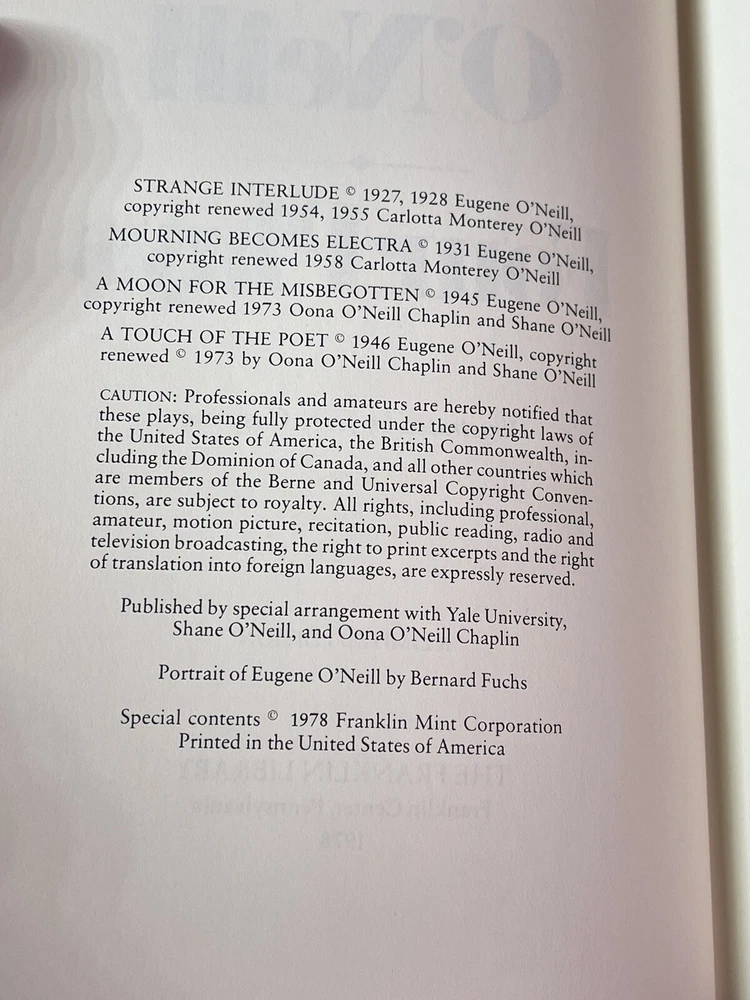 O'Neill
STRANGE INTERLUDE © 1927, 1928 Eugene O'Neill,
copyright renewed 1954, 1955 Carlotta Monterey O'Neill
MOURNING BECOMES ELECTRA © 1931 Eugene O'Neill,
copyright renewed 1958 Carlotta Monterey O'Neill
A MOON FOR THE MISBEGOTTEN © 1945 Eugene O'Neill,
copyright renewed 1973 Oona O'Neill Chaplin and Shane O'Neill
A TOUCH OF THE POET © 1946 Eugene O'Neill, copyright
renewed © 1973 by Oona O'Neill Chaplin and Shane O'Neill
CAUTION: Professionals and amateurs are hereby notified that
these plays, being fully protected under the copyright laws of
the United States of America, the British Commonwealth, in-
cluding the Dominion of Canada, and all other countries which
are members of the Berne and Universal Copyright Conven-
tions, are subject to royalty. All rights, including professional,
amateur, motion picture, recitation, public reading, radio and
television broadcasting, the right to print excerpts and the right
of translation into foreign languages, are expressly reserved.
Published by special arrangement with Yale University,
Shane O'Neill, and Oona O'Neill Chaplin
Portrait of Eugene O'Neill by Bernard Fuchs
Special contents © 1978 Franklin Mint Corporation
Printed in the United States of America
THE FRANKLIN LIBRARY
Franklin Center, Pennsylvania
1978